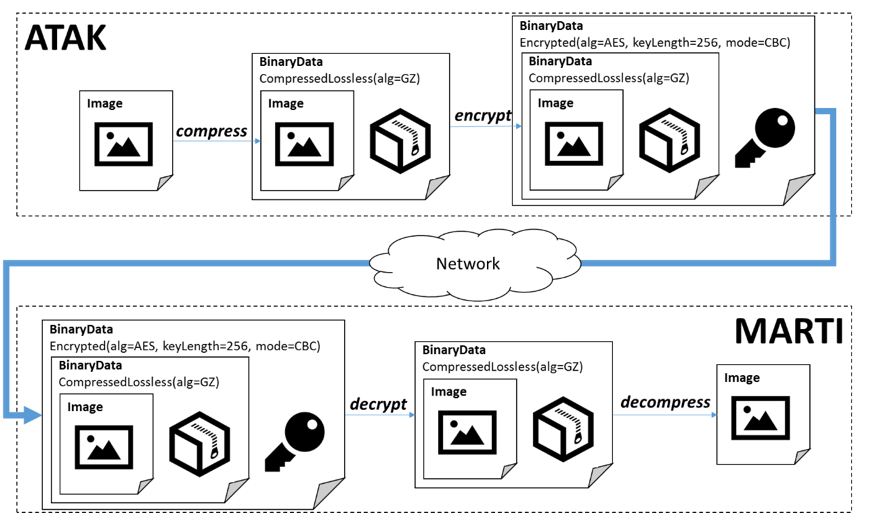 ATAK
Image
compress
BinaryData
CompressedLossless(alg=GZ)
Image
encrypt
BinaryData
Encrypted(alg=AES, keyLength=256, mode=CBC)
BinaryData
CompressedLossless(alg=GZ)
Image
Network
MARTI
BinaryData
Encrypted(alg=AES, keyLength=256, mode=CBC)
BinaryData
CompressedLossless(alg=GZ)
Image
decrypt
BinaryData
CompressedLossless(alg=GZ)
Image
decompress
Image